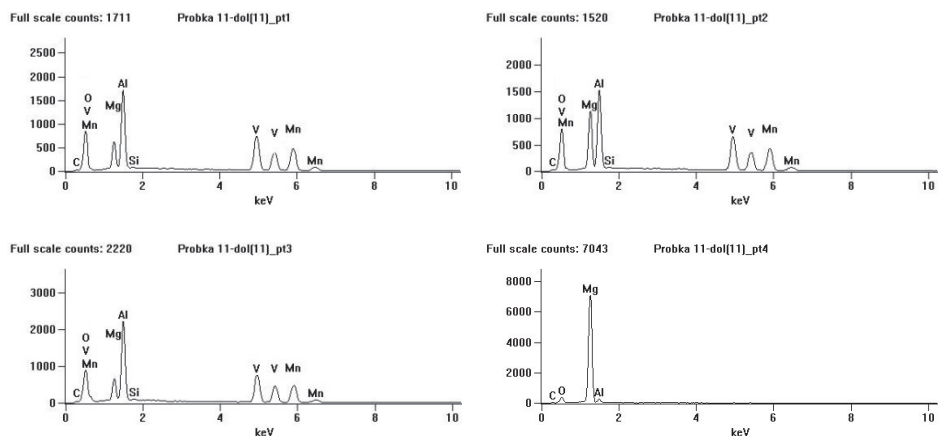 Full scale counts: 1711 Probka 11-dol(11)_pt1
2500
2000
1500
1000
500
0
O
V
Mn
C
Mg
Al
Si
V
V
Mn
Mn
0 2 4 6 8 10
keV
Full scale counts: 1520 Probka 11-dol(11)_pt2
2000
1500
1000
500
0
O
V
Mn
C
Mg
Al
Si
V
V
Mn
Mn
0 2 4 6 8 10
keV
Full scale counts: 2220 Probka 11-dol(11)_pt3
3000
2000
1000
0
O
V
Mn
C
Mg
Al
Si
V
V
Mn
Mn
0 2 4 6 8 10
keV
Full scale counts: 7043 Probka 11-dol(11)_pt4
8000
6000
4000
2000
0
C
O
Mg
Al
0 2 4 6 8 10
keV